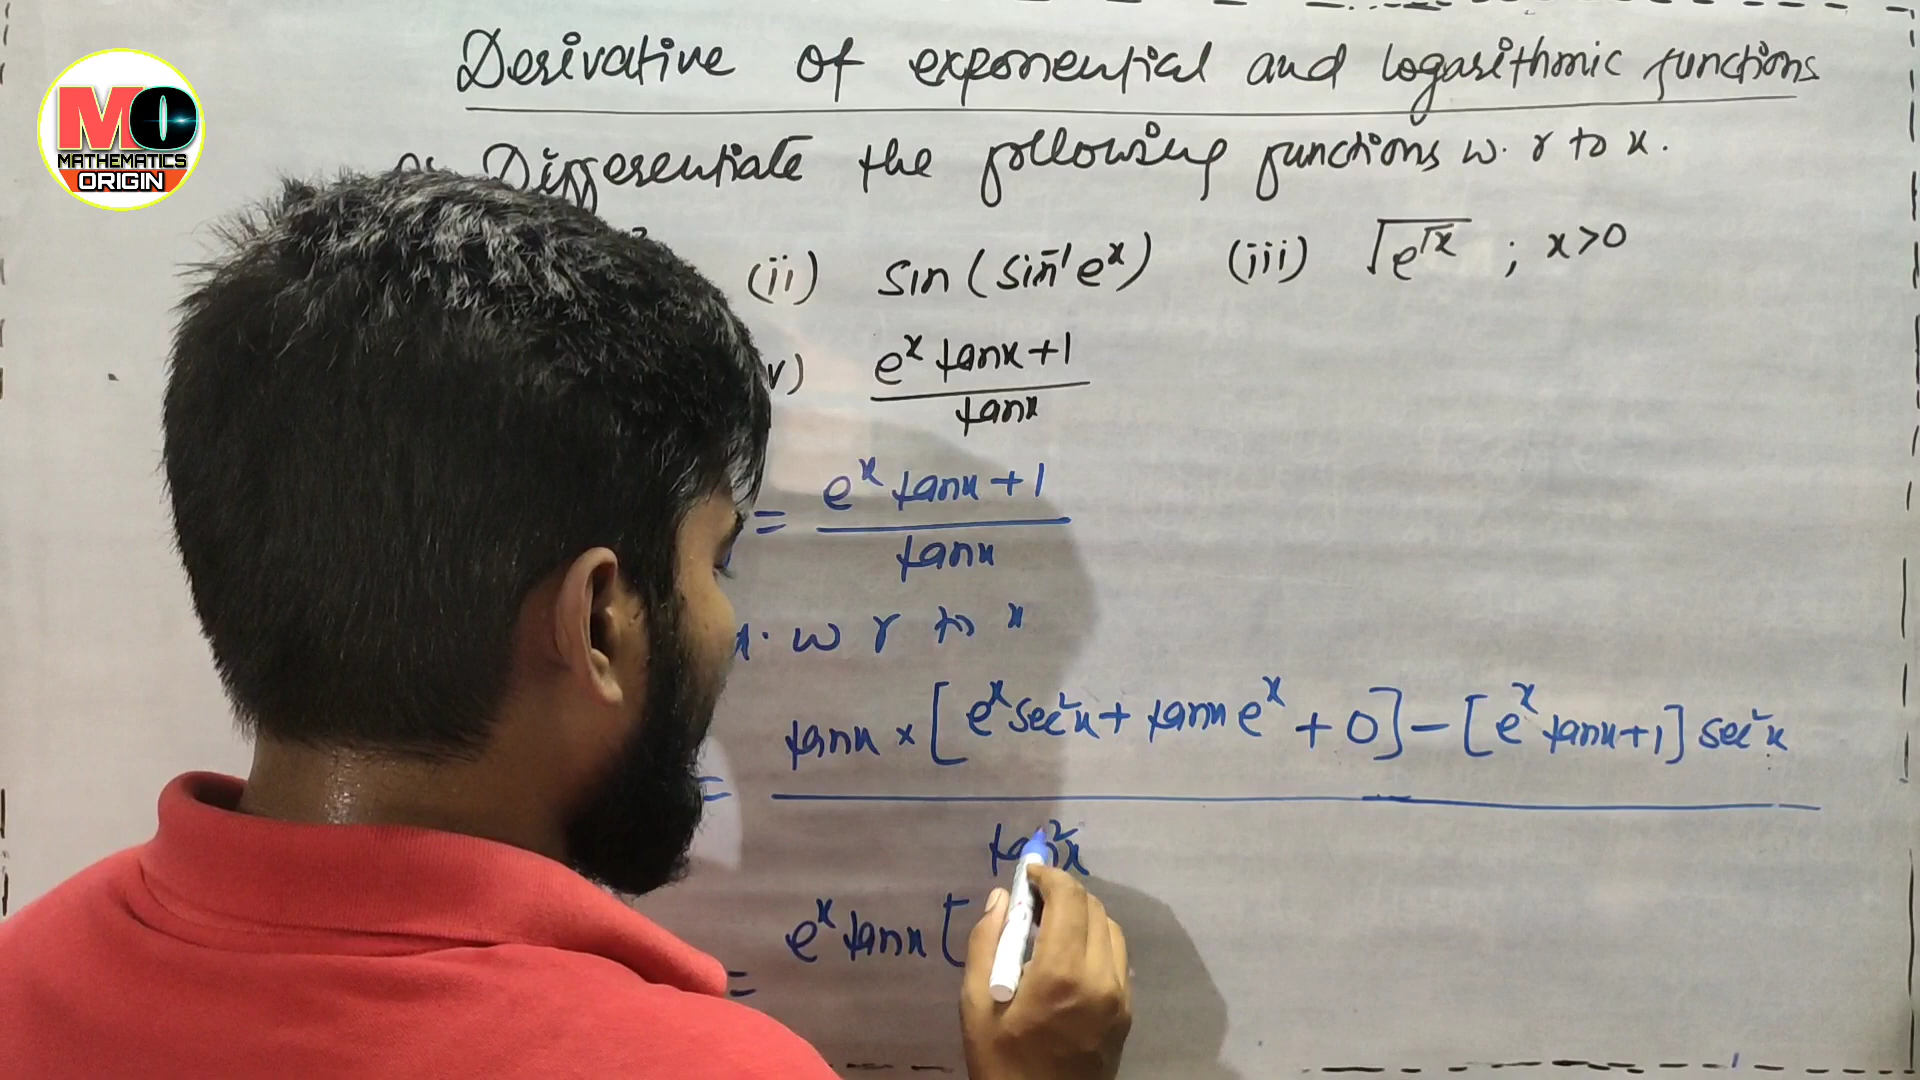 MO
MATHEMATICS
ORIGIN
Derivative of exponential and logarithmic functions
Differentiate the following functions w. r to x.
(ii) sin(sin⁻¹eˣ) (iii) √e^√x ; x>0
v) eˣ tanx+1
tanx
= eˣ tanx+1
tanx
. w r to x
tanx × [eˣsec²x + tanx eˣ + 0] - [eˣ tanx+1] sec²x
=
tan²x
eˣ tanx [
=